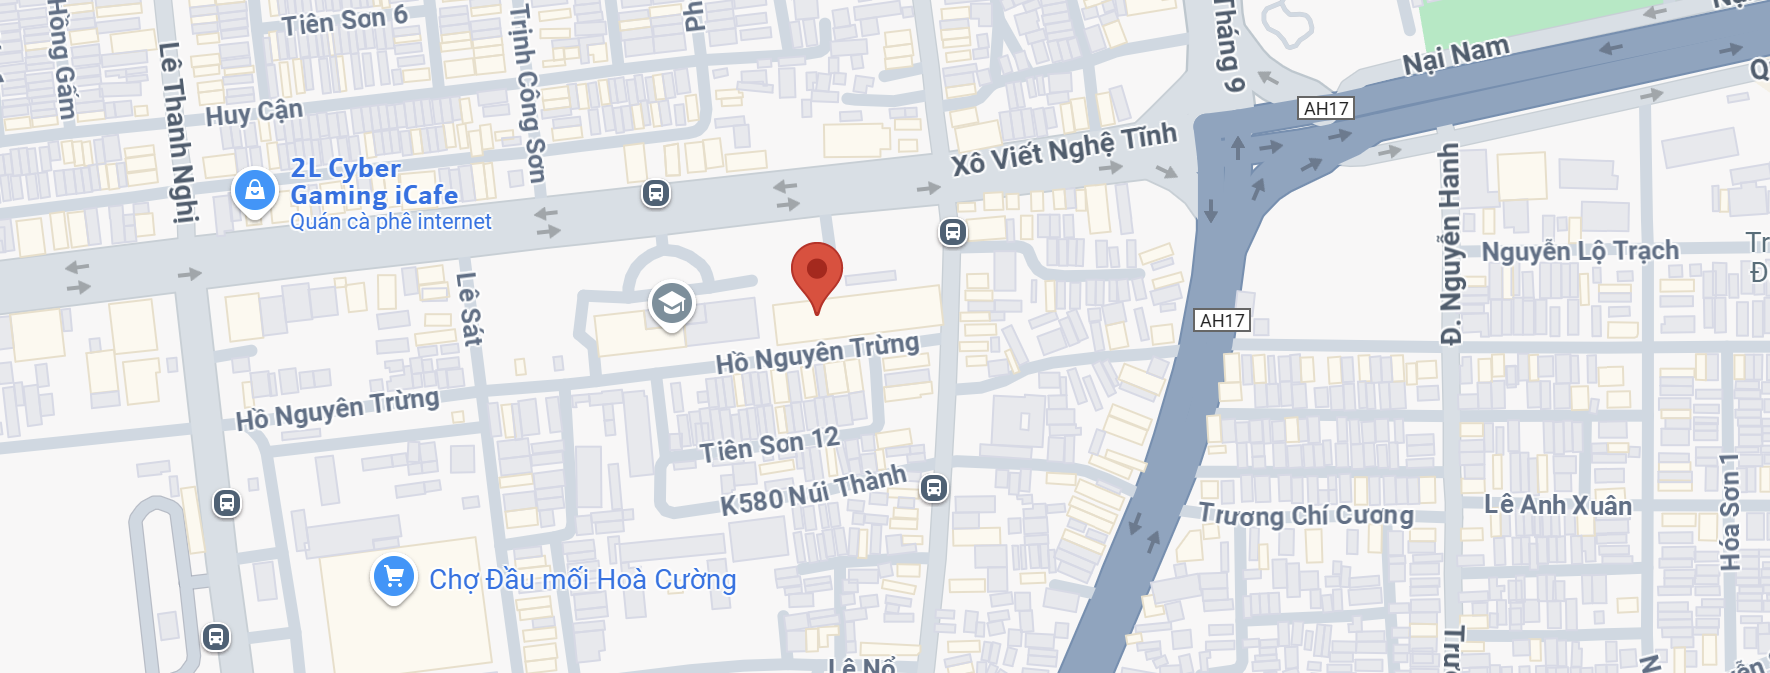 Hồng Gấm
Tiên Sơn 6
Trịnh Công Sơn
Lê Thanh Nghị
Huy Cận
2L Cyber
Gaming iCafe
Quán cà phê internet
Xô Viết Nghệ Tĩnh
Tháng 9
Nại Nam
AH17
AH17
Đ. Nguyễn Hanh
Nguyễn Lộ Trạch
Lê Sát
Hồ Nguyên Trừng
Hồ Nguyên Trừng
Tiên Sơn 12
K580 Núi Thành
Trương Chí Cương
Lê Anh Xuân
Hóa Sơn 1
Chợ Đầu mối Hoà Cường
Lê Nổ